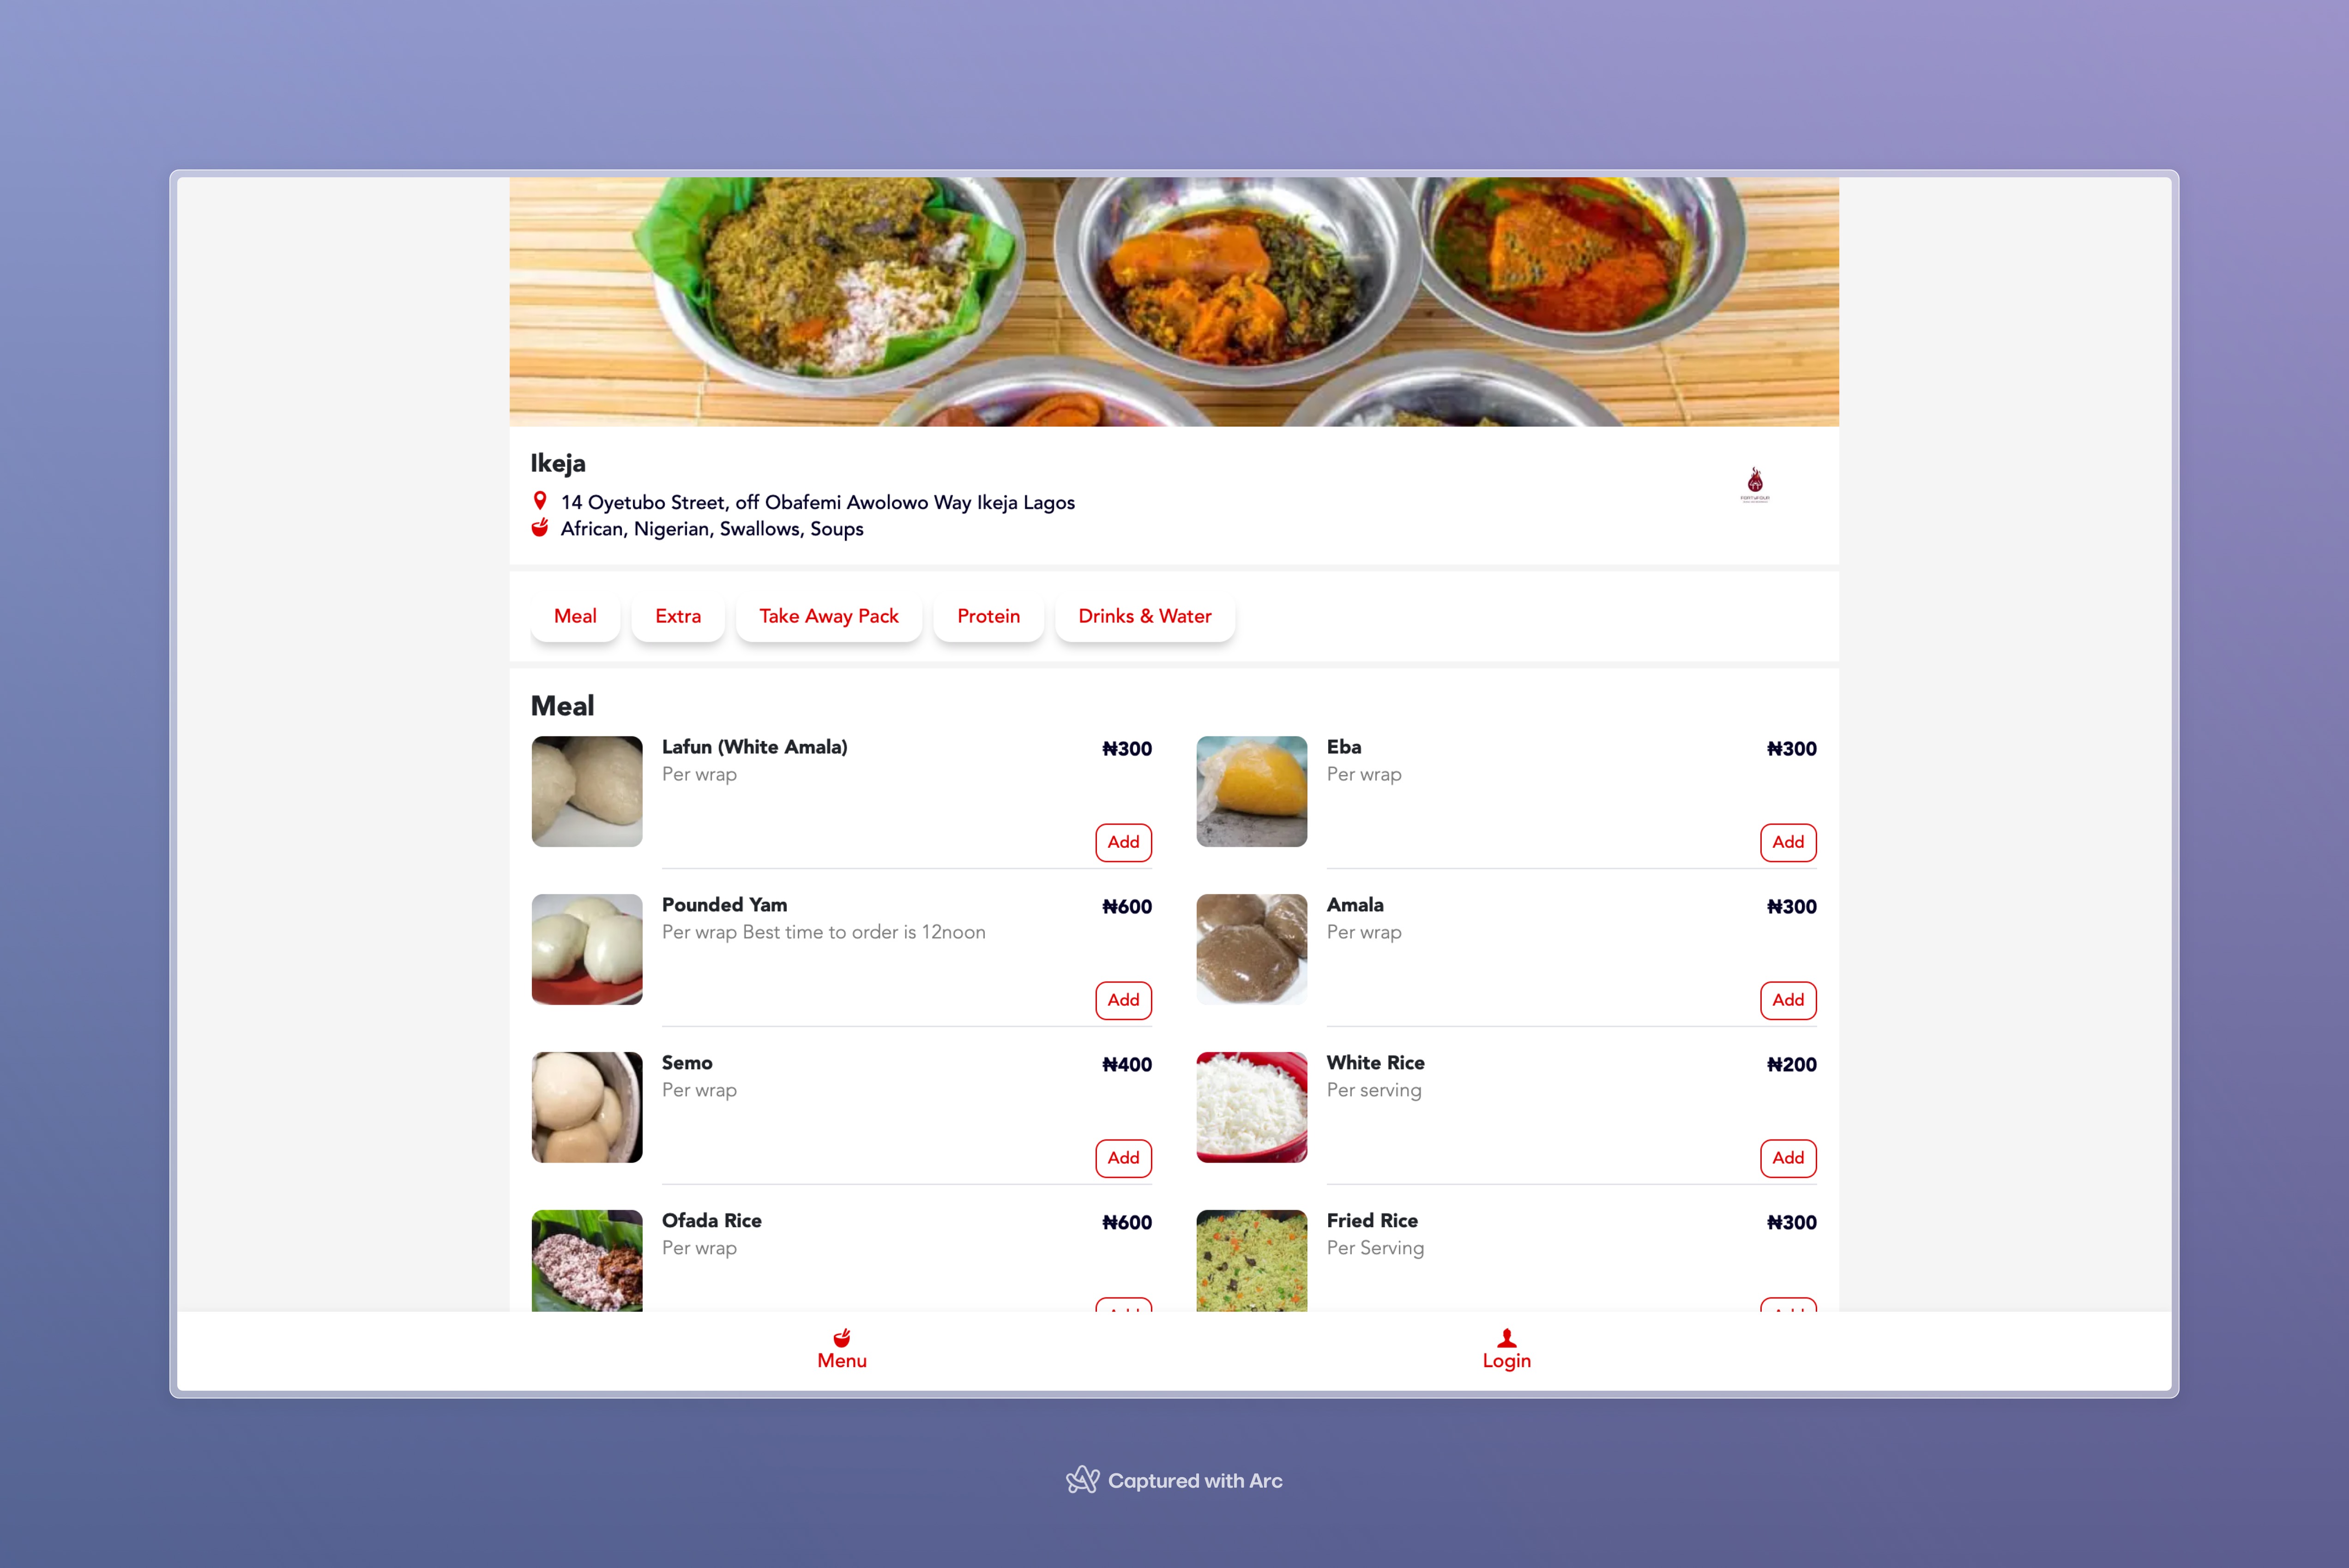 Ikeja
14 Oyetubo Street, off Obafemi Awolowo Way Ikeja Lagos
African, Nigerian, Swallows, Soups
Meal
Extra
Take Away Pack
Protein
Drinks & Water
Meal
Lafun (White Amala)
₦300
Per wrap
Add
Eba
₦300
Per wrap
Add
Pounded Yam
₦600
Per wrap Best time to order is 12noon
Add
Amala
₦300
Per wrap
Add
Semo
₦400
Per wrap
Add
White Rice
₦200
Per serving
Add
Ofada Rice
₦600
Per wrap
Fried Rice
₦300
Per Serving
Menu
Login
Captured with Arc